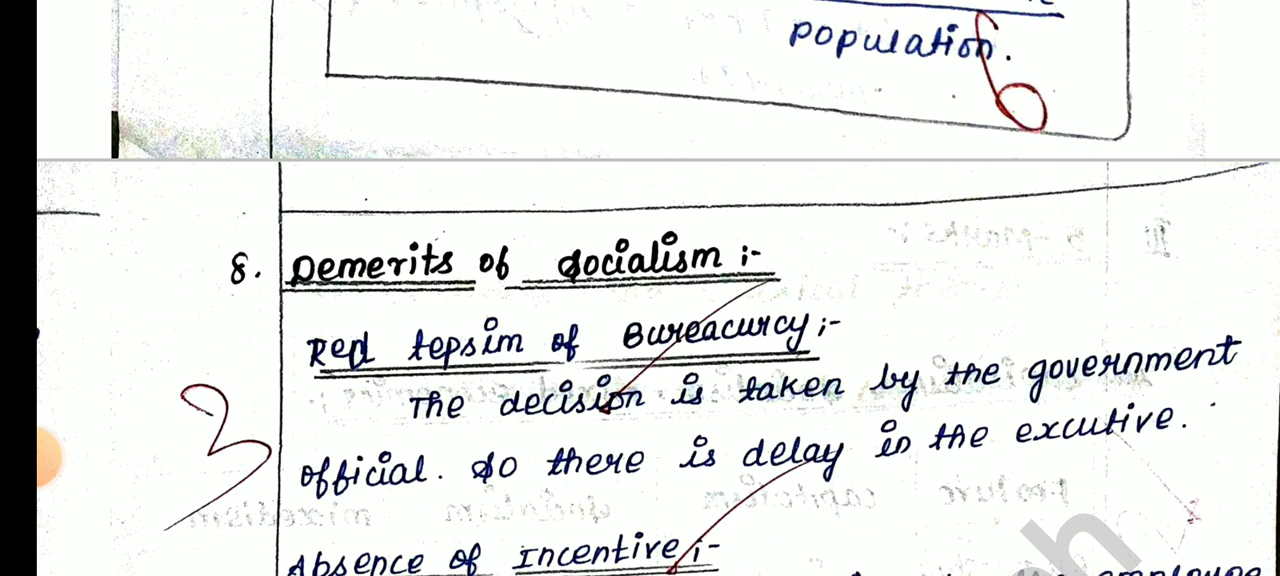 population.
8. Demerits of Socialism :-
Red tepsim of Bureacurcy :-
The decision is taken by the government
official. So there is delay in the excutive.
3
Absence of Incentive :-
employee